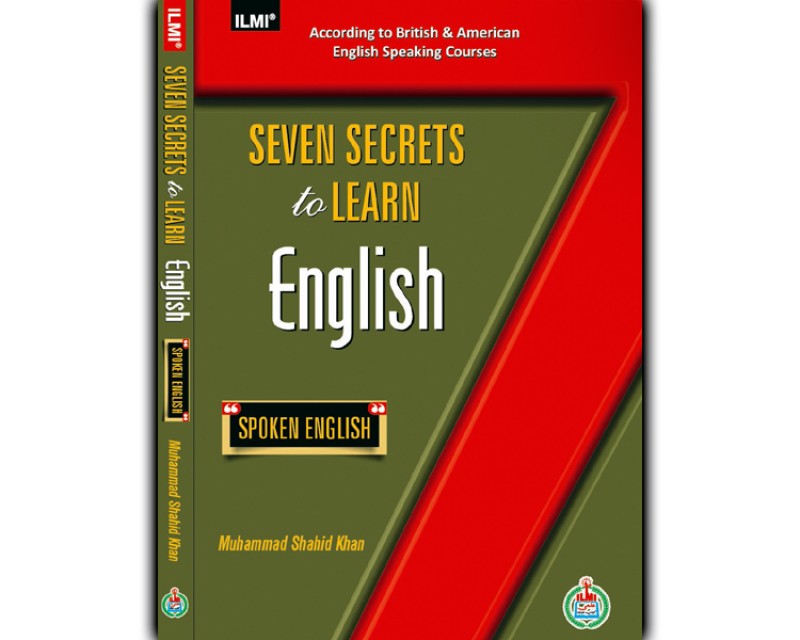 ILMI®
SEVEN SECRETS to LEARN English
SPOKEN ENGLISH
Muhammad Shahid Khan
ILMI®
According to British & American
English Speaking Courses
SEVEN SECRETS
to LEARN
English
❝SPOKEN ENGLISH❞
Muhammad Shahid Khan
ILMI